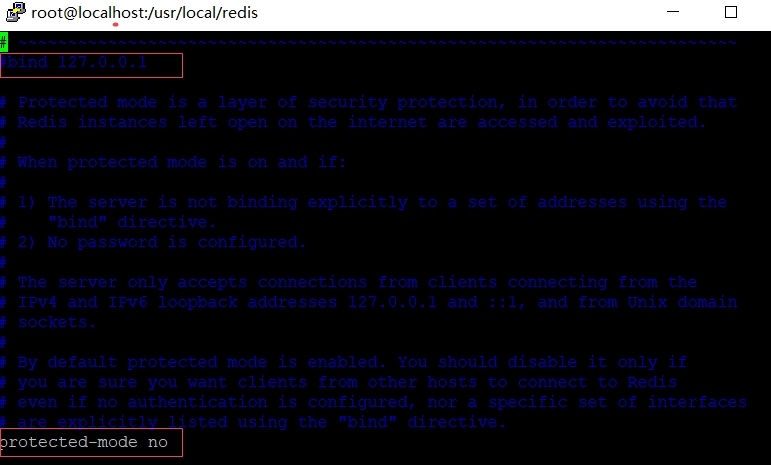 root@localhost:/usr/local/redis
# ~~~~~~~~~~~~~~~~~~~~~~~~~~~~~~~~~~~~~~~~~~~~~~~~~~~~~~~~~~~~~~~~~~~~~~~~
#bind 127.0.0.1
# Protected mode is a layer of security protection, in order to avoid that
# Redis instances left open on the internet are accessed and exploited.
#
# When protected mode is on and if:
#
# 1) The server is not binding explicitly to a set of addresses using the
#    "bind" directive.
# 2) No password is configured.
#
# The server only accepts connections from clients connecting from the
# IPv4 and IPv6 loopback addresses 127.0.0.1 and ::1, and from Unix domain
# sockets.
#
# By default protected mode is enabled. You should disable it only if
# you are sure you want clients from other hosts to connect to Redis
# even if no authentication is configured, nor a specific set of interfaces
# are explicitly listed using the "bind" directive.
protected-mode no